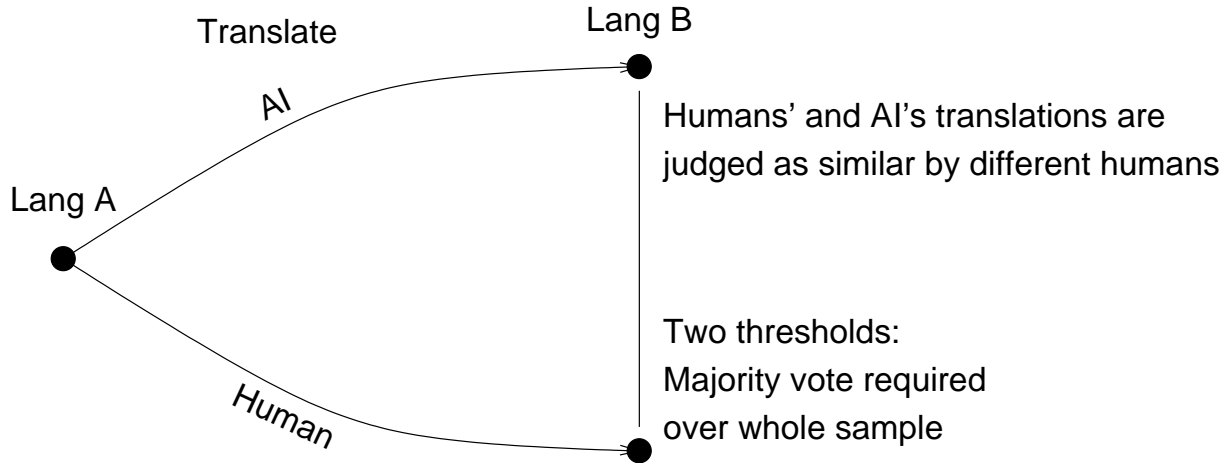 Translate
Lang B
AI
Humans’ and AI’s translations are
judged as similar by different humans
Lang A
Two thresholds:
Majority vote required
over whole sample
Human